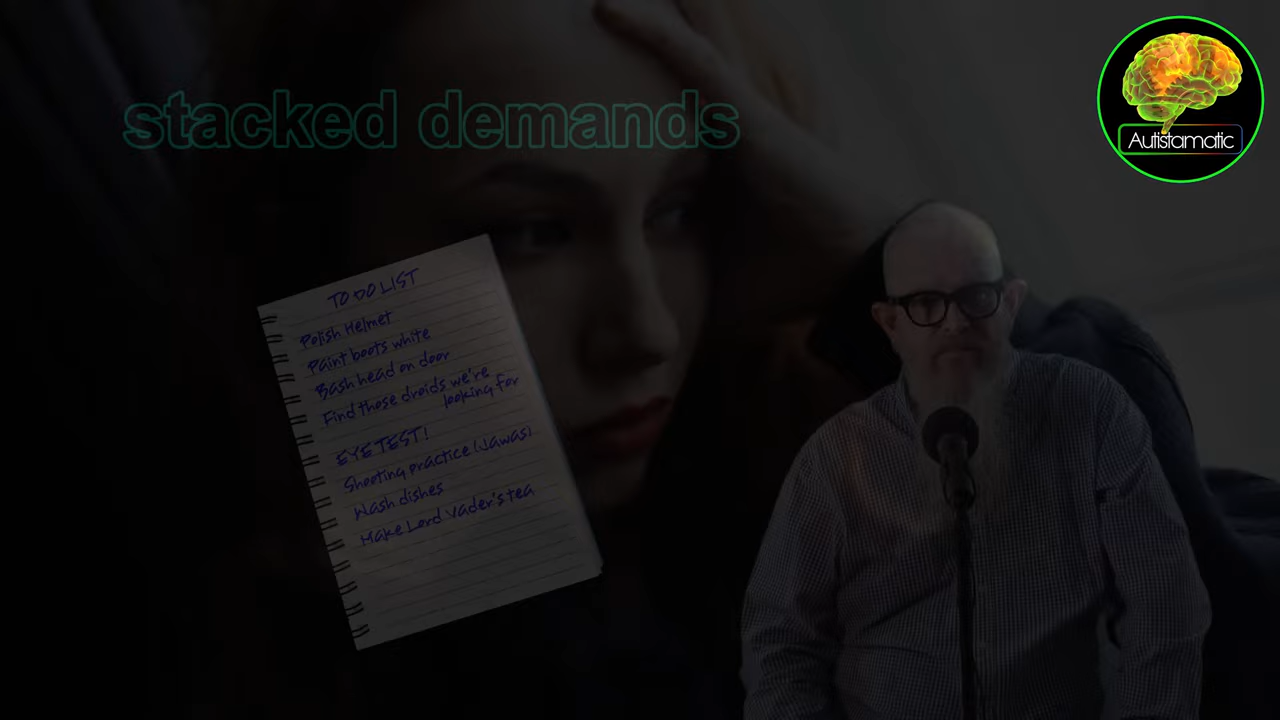 stacked demands
Autistamatic
TO DO LIST
Polish Helmet
Paint boots white
Bash head on door
Find those droids we're
looking for
EYE TEST!
Shooting practice (Jawas)
Wash dishes
Make Lord Vader's tea